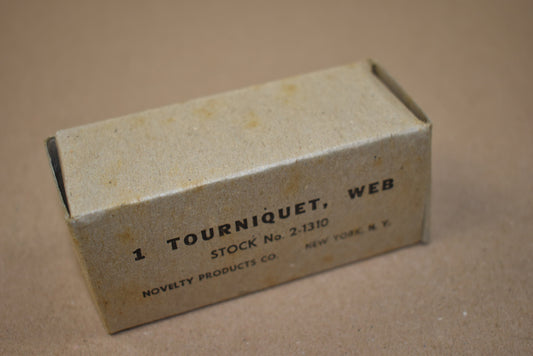 1 TOURNIQUET, WEB
STOCK No. 2-1310
NOVELTY PRODUCTS CO. NEW YORK, N. Y.